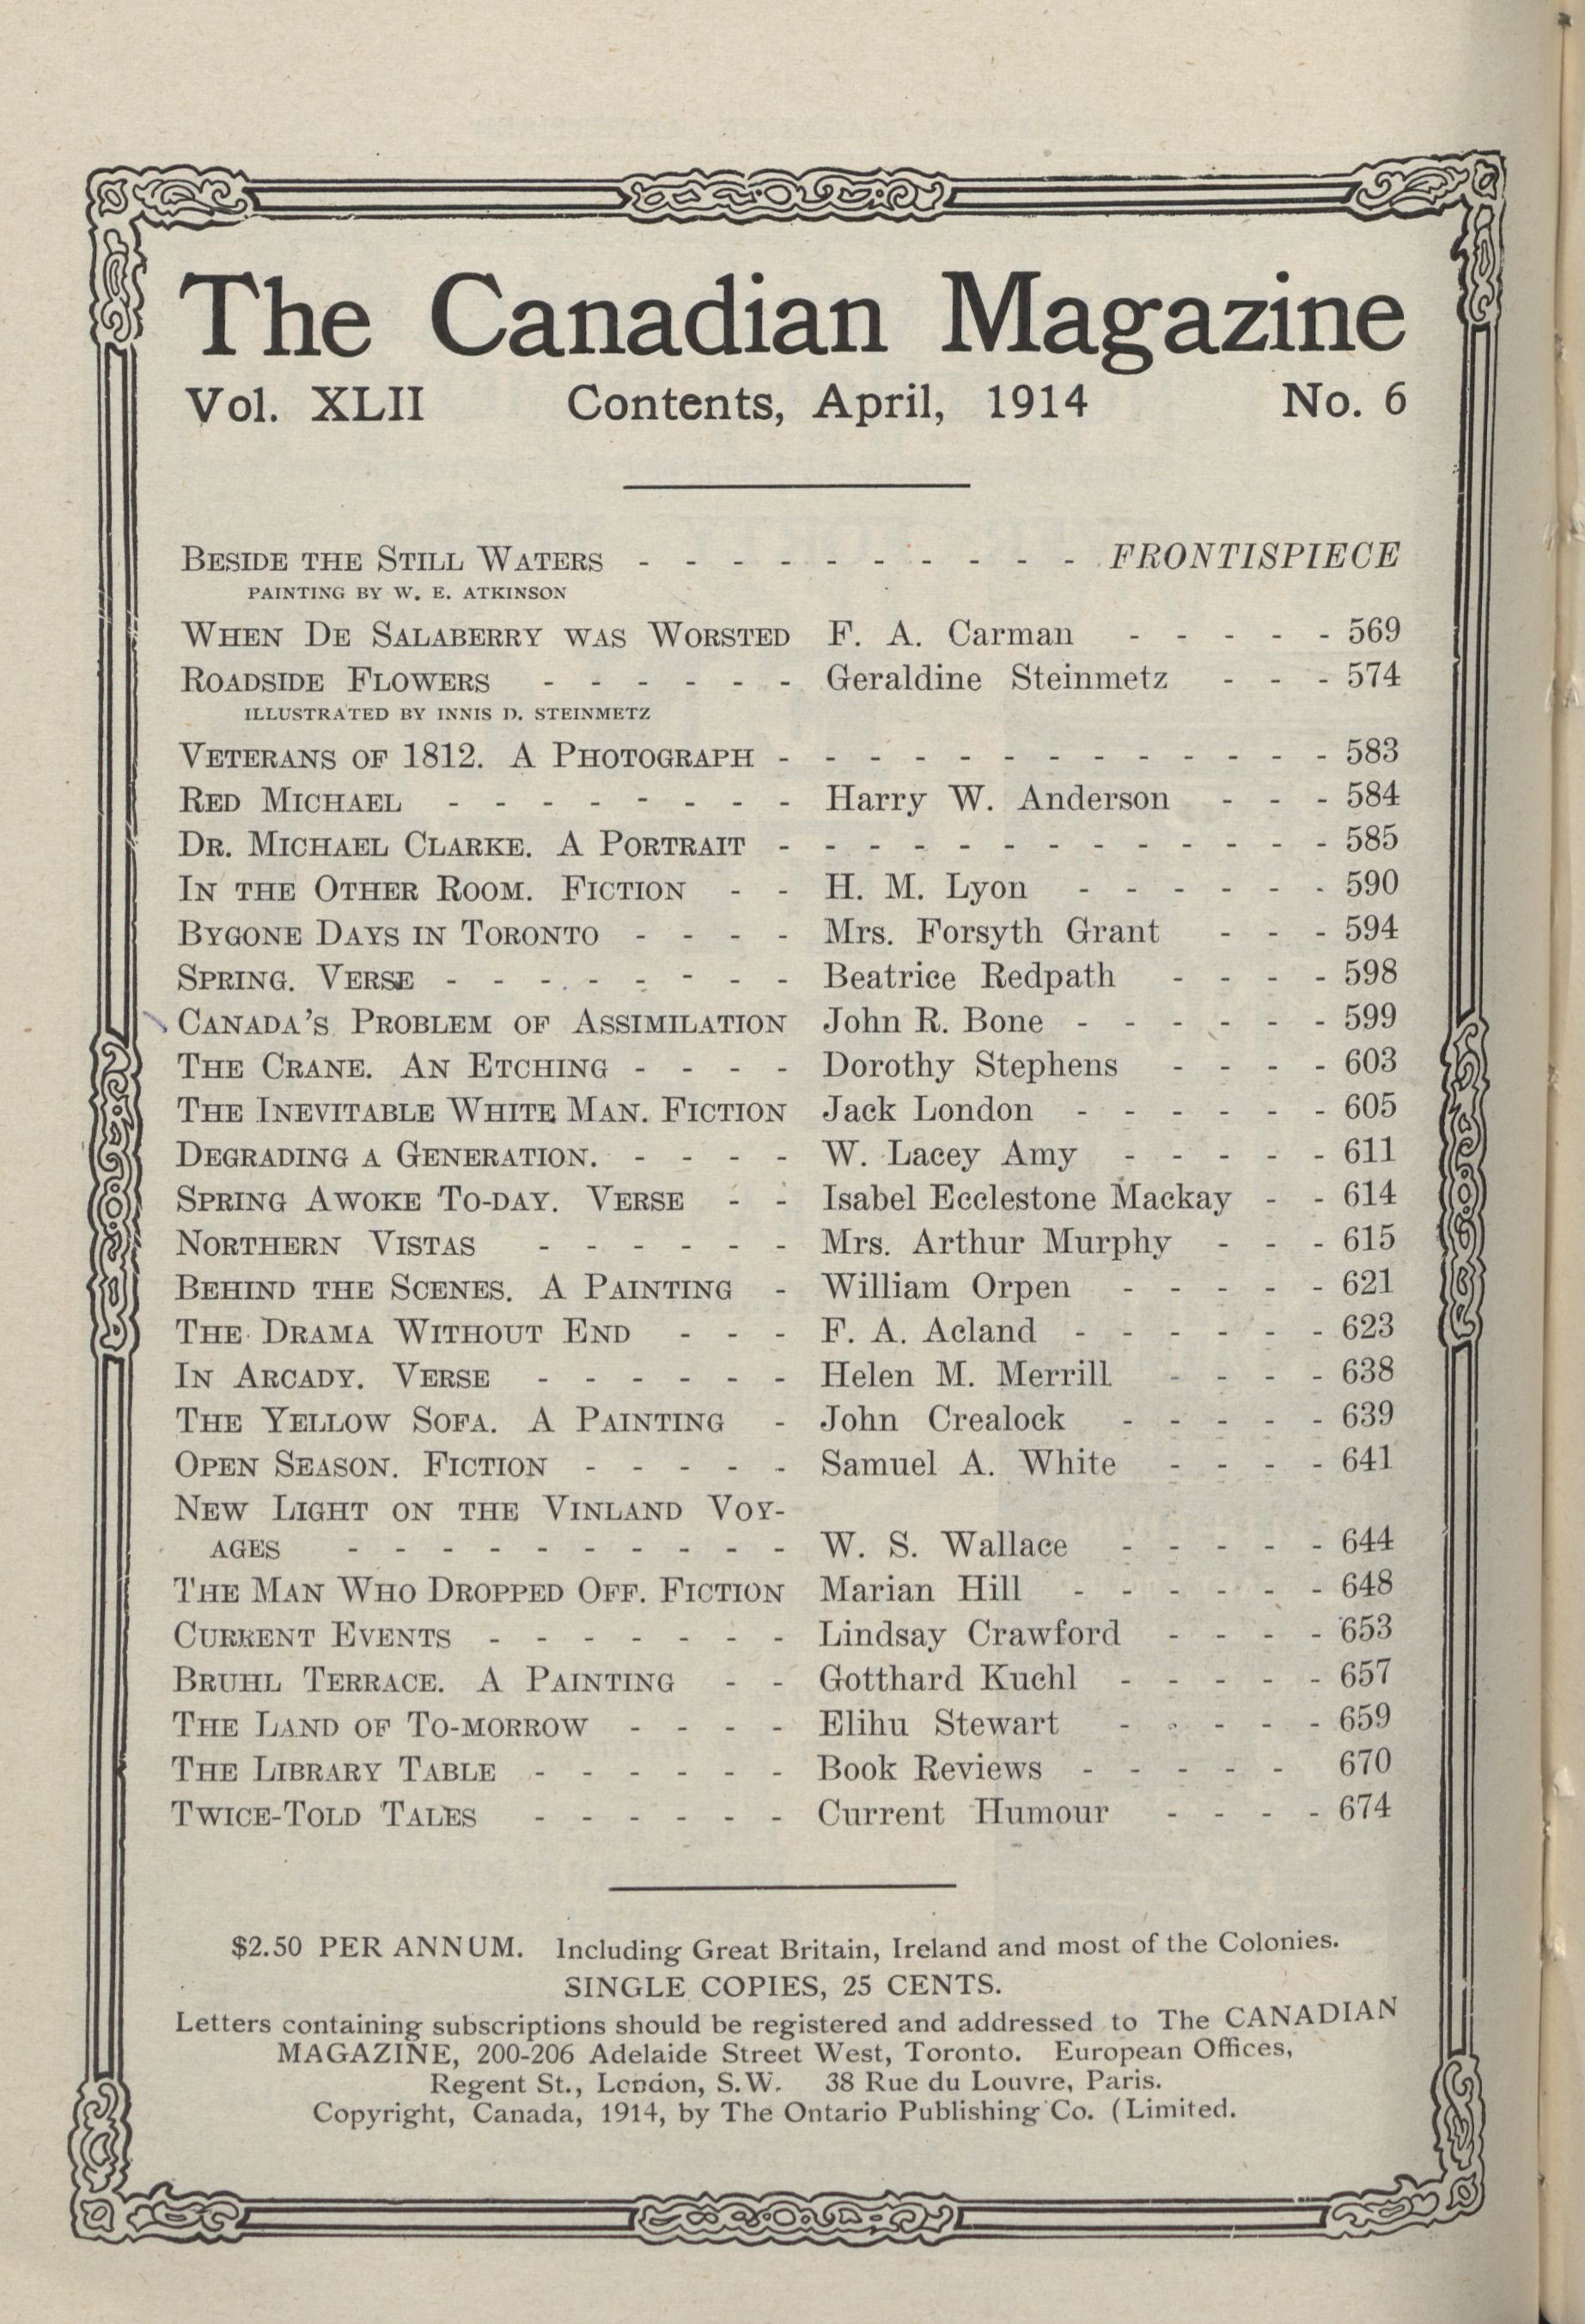 The Canadian Magazine
Vol. XLII Contents, April, 1914 No. 6
BESIDE THE STILL WATERS - - - - - - - - - - FRONTISPIECE
PAINTING BY W. E. ATKINSON
WHEN DE SALABERRY WAS WORSTED F. A. Carman - - - - - 569
ROADSIDE FLOWERS - - - - - - Geraldine Steinmetz - - - 574
ILLUSTRATED BY INNIS D. STEINMETZ
VETERANS OF 1812. A PHOTOGRAPH - - - - - - - - - - - - - 583
RED MICHAEL - - - - - - - - Harry W. Anderson - - - 584
DR. MICHAEL CLARKE. A PORTRAIT - - - - - - - - - - - - - 585
IN THE OTHER ROOM. FICTION - - H. M. Lyon - - - - - - 590
BYGONE DAYS IN TORONTO - - - - Mrs. Forsyth Grant - - - 594
SPRING. VERSE - - - - - - - - Beatrice Redpath - - - - 598
CANADA'S PROBLEM OF ASSIMILATION John R. Bone - - - - - - 599
THE CRANE. AN ETCHING - - - - Dorothy Stephens - - - - 603
THE INEVITABLE WHITE MAN. FICTION Jack London - - - - - - 605
DEGRADING A GENERATION. - - - - W. Lacey Amy - - - - - 611
SPRING AWOKE TO-DAY. VERSE - - Isabel Ecclestone Mackay - - 614
NORTHERN VISTAS - - - - - - Mrs. Arthur Murphy - - - 615
BEHIND THE SCENES. A PAINTING - William Orpen - - - - - 621
THE DRAMA WITHOUT END - - - F. A. Acland - - - - - - 623
IN ARCADY. VERSE - - - - - - Helen M. Merrill - - - - 638
THE YELLOW SOFA. A PAINTING - John Crealock - - - - - 639
OPEN SEASON. FICTION - - - - - Samuel A. White - - - - 641
NEW LIGHT ON THE VINLAND VOY-
AGES - - - - - - - - - - W. S. Wallace - - - - - 644
THE MAN WHO DROPPED OFF. FICTION Marian Hill - - - - - - 648
CURRENT EVENTS - - - - - - - Lindsay Crawford - - - - 653
BRUHL TERRACE. A PAINTING - - Gotthard Kuehl - - - - - 657
THE LAND OF TO-MORROW - - - - Elihu Stewart - - - - - 659
THE LIBRARY TABLE - - - - - - Book Reviews - - - - - 670
TWICE-TOLD TALES - - - - - - Current Humour - - - - 674
$2.50 PER ANNUM. Including Great Britain, Ireland and most of the Colonies.
SINGLE COPIES, 25 CENTS.
Letters containing subscriptions should be registered and addressed to The CANADIAN
MAGAZINE, 200-206 Adelaide Street West, Toronto. European Offices,
Regent St., London, S.W. 38 Rue du Louvre, Paris.
Copyright, Canada, 1914, by The Ontario Publishing Co. (Limited.